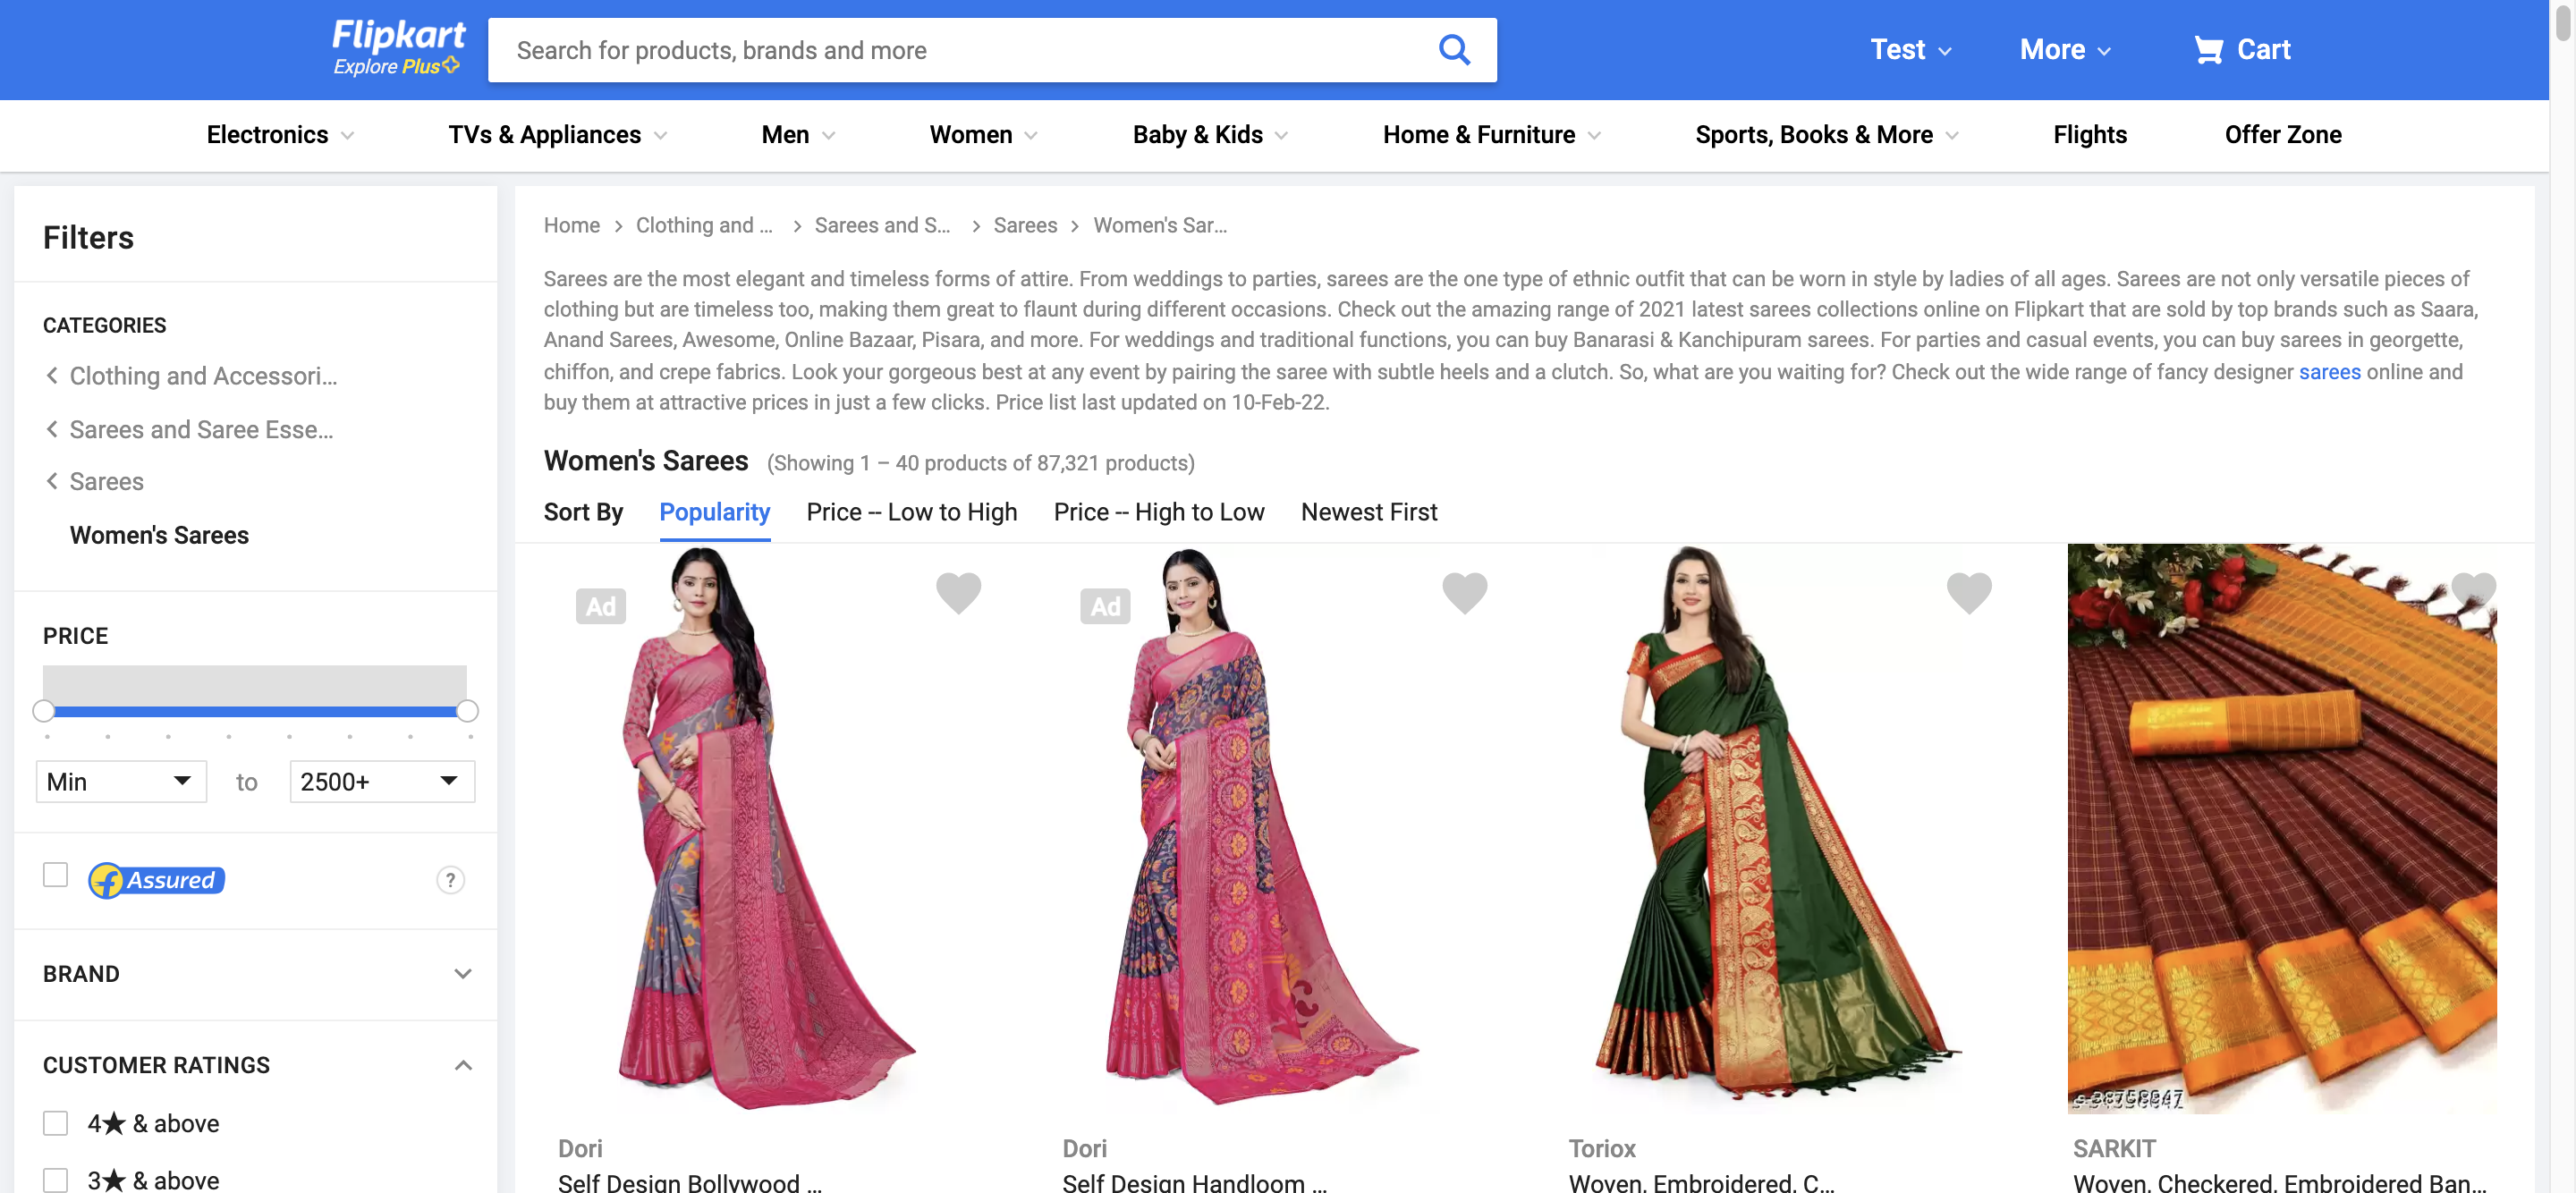 Flipkart
Explore Plus
Search for products, brands and more
Test
More
Cart
Electronics
TVs & Appliances
Men
Women
Baby & Kids
Home & Furniture
Sports, Books & More
Flights
Offer Zone
Filters
CATEGORIES
Clothing and Accessori...
Sarees and Saree Esse...
Sarees
Women's Sarees
PRICE
Min to 2500+
Assured
?
BRAND
CUSTOMER RATINGS
4★ & above
3★ & above
Home > Clothing and ... > Sarees and S... > Sarees > Women's Sar...
Sarees are the most elegant and timeless forms of attire. From weddings to parties, sarees are the one type of ethnic outfit that can be worn in style by ladies of all ages. Sarees are not only versatile pieces of
clothing but are timeless too, making them great to flaunt during different occasions. Check out the amazing range of 2021 latest sarees collections online on Flipkart that are sold by top brands such as Saara,
Anand Sarees, Awesome, Online Bazaar, Pisara, and more. For weddings and traditional functions, you can buy Banarasi & Kanchipuram sarees. For parties and casual events, you can buy sarees in georgette,
chiffon, and crepe fabrics. Look your gorgeous best at any event by pairing the saree with subtle heels and a clutch. So, what are you waiting for? Check out the wide range of fancy designer sarees online and
buy them at attractive prices in just a few clicks. Price list last updated on 10-Feb-22.
Women's Sarees (Showing 1 – 40 products of 87,321 products)
Sort By Popularity Price -- Low to High Price -- High to Low Newest First
Ad
Ad
Dori
Self Design Bollywood ...
Dori
Self Design Handloom ...
Toriox
Woven, Embroidered, C...
SARKIT
Woven, Checkered, Embroidered Ban...